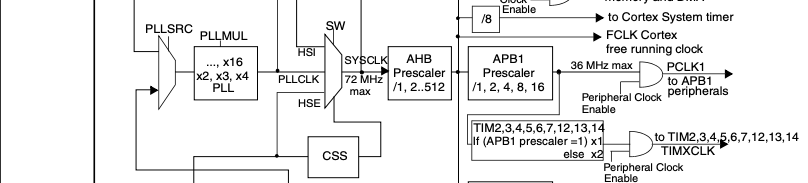 memory and DMA
Clock
Enable
/8
to Cortex System timer
FCLK Cortex
free running clock
PLLSRC
PLLMUL
..., x16
x2, x3, x4
PLL
SW
HSI
PLLCLK
HSE
SYSCLK
72 MHz
max
AHB
Prescaler
/1, 2..512
APB1
Prescaler
/1, 2, 4, 8, 16
36 MHz max
PCLK1
to APB1
peripherals
Peripheral Clock
Enable
TIM2,3,4,5,6,7,12,13,14
If (APB1 prescaler =1) x1
else x2
to TIM2,3,4,5,6,7,12,13,14
TIMXCLK
Peripheral Clock
Enable
CSS